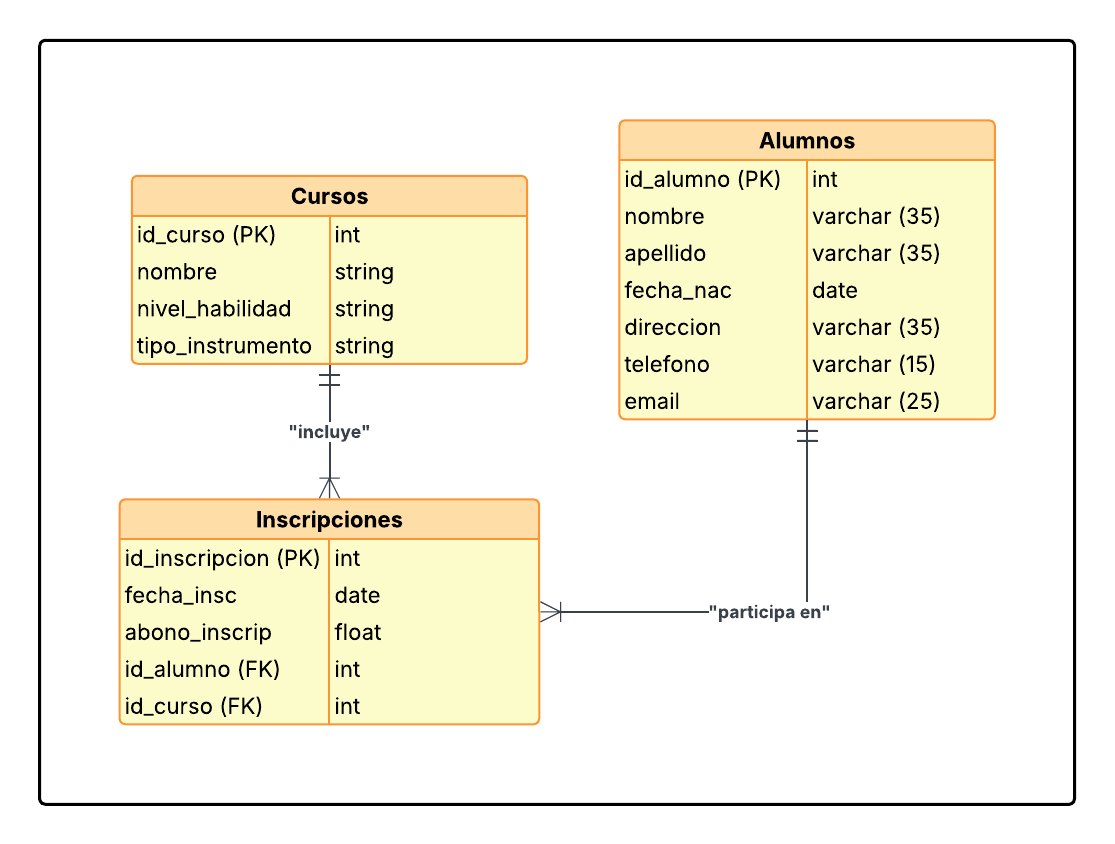 Cursos
id_curso (PK) int
nombre string
nivel_habilidad string
tipo_instrumento string
"incluye"
Inscripciones
id_inscripcion (PK) int
fecha_insc date
abono_inscrip float
id_alumno (FK) int
id_curso (FK) int
Alumnos
id_alumno (PK) int
nombre varchar (35)
apellido varchar (35)
fecha_nac date
direccion varchar (35)
telefono varchar (15)
email varchar (25)
"participa en"